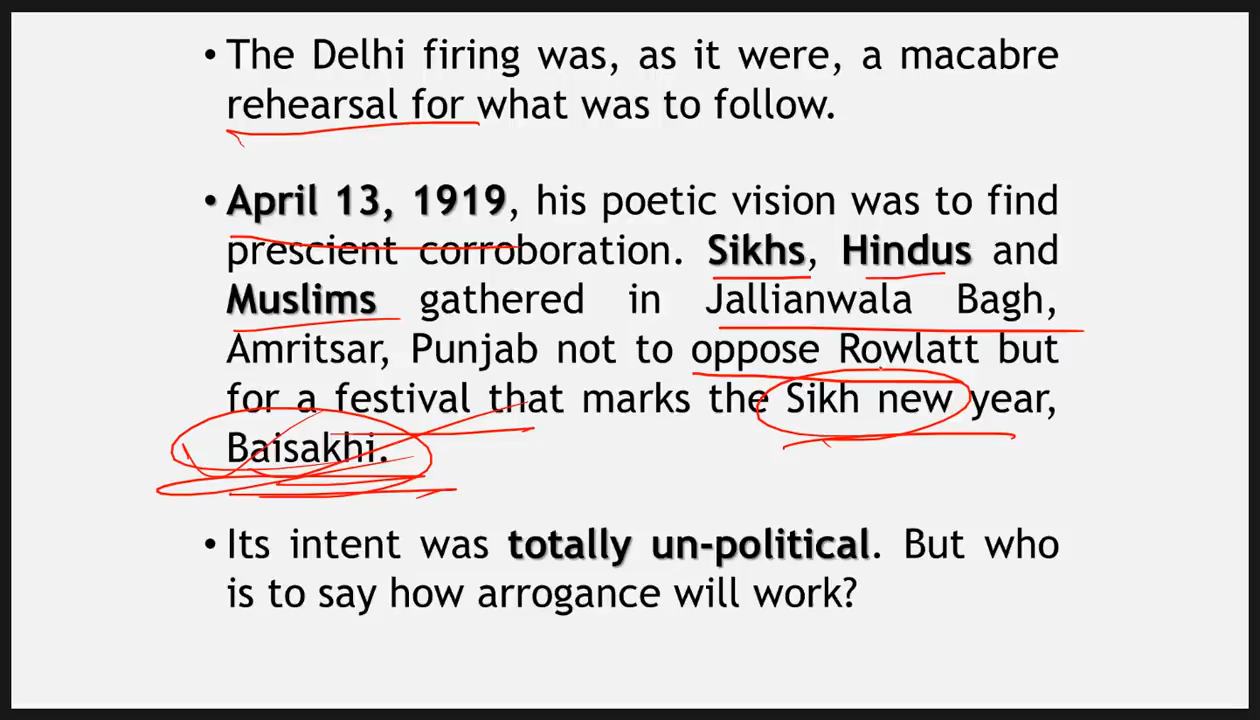 • The Delhi firing was, as it were, a macabre
rehearsal for what was to follow.
• April 13, 1919, his poetic vision was to find
prescient corroboration. Sikhs, Hindus and
Muslims gathered in Jallianwala Bagh,
Amritsar, Punjab not to oppose Rowlatt but
for a festival that marks the Sikh new year,
Baisakhi.
• Its intent was totally un-political. But who
is to say how arrogance will work?